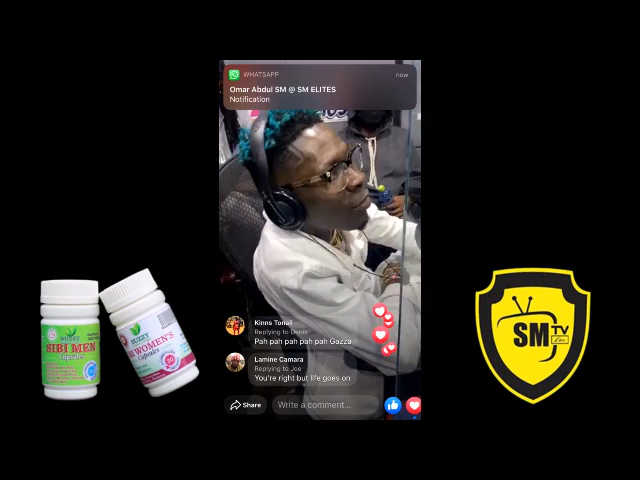 WHATSAPP
now
Omar Abdul SM @ SM ELITES
Notification
Kinns Tonali
Replying to Denis
Pah pah pah pah pah Gazza
Lamine Camara
Replying to Joe
You're right but life goes on
Share
Write a comment...
BUZZY
SIBI MEN
Capsules
BUZZY
WOMEN'S
Capsules
SM
TV